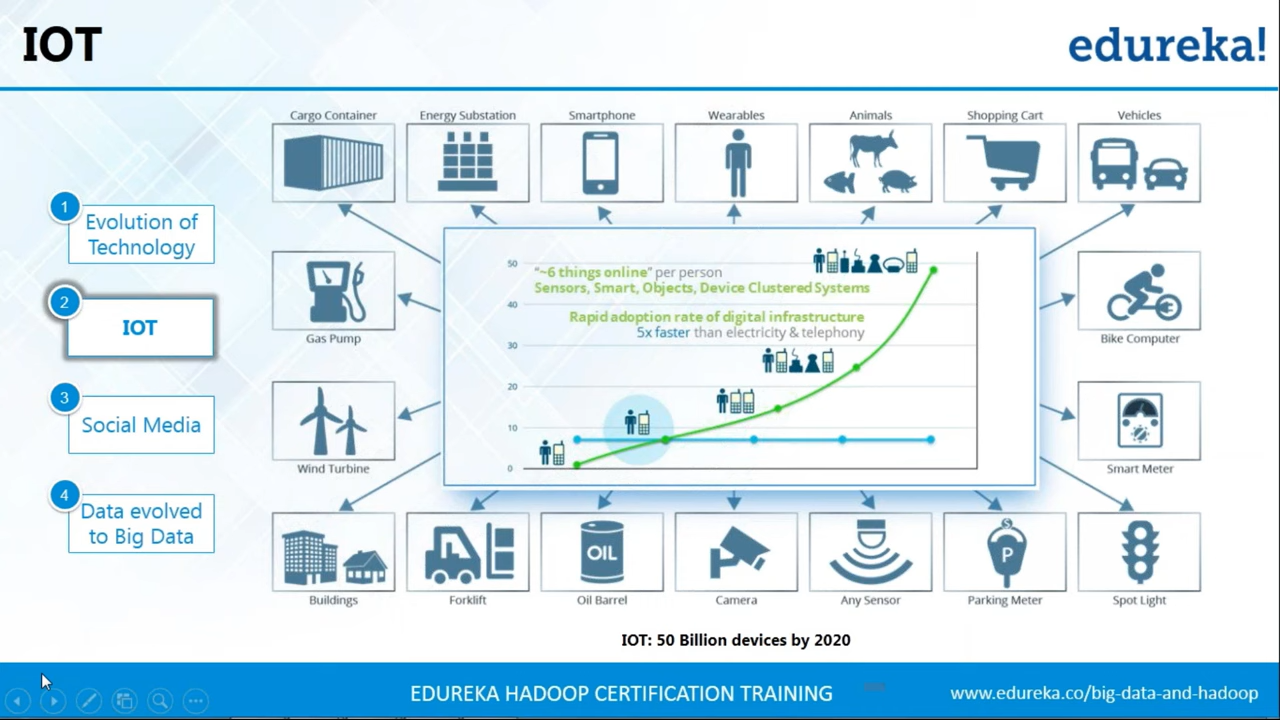 IOT
edureka!
1
Evolution of
Technology
2
IOT
3
Social Media
4
Data evolved
to Big Data
Cargo Container
Energy Substation
Smartphone
Wearables
Animals
Shopping Cart
Vehicles
Gas Pump
Wind Turbine
50
40
30
20
10
0
"~6 things online" per person
Sensors, Smart, Objects, Device Clustered Systems
Rapid adoption rate of digital infrastructure
5x faster than electricity & telephony
Bike Computer
Smart Meter
OIL
$
P
Buildings
Forklift
Oil Barrel
Camera
Any Sensor
Parking Meter
Spot Light
IOT: 50 Billion devices by 2020
EDUREKA HADOOP CERTIFICATION TRAINING
www.edureka.co/big-data-and-hadoop